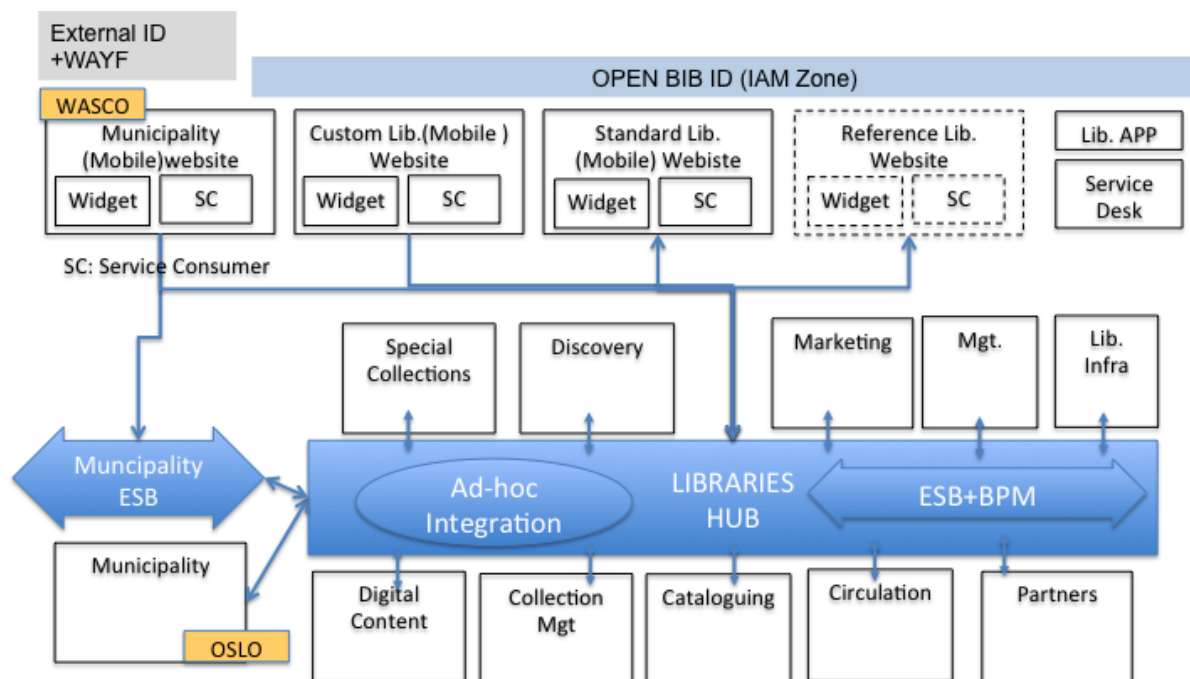 External ID
+WAYF
OPEN BIB ID (IAM Zone)
WASCO
Municipality
(Mobile)website
Widget
SC
Custom Lib.(Mobile )
Website
Widget
SC
Standard Lib.
(Mobile) Webiste
Widget
SC
Reference Lib.
Website
Widget
SC
Lib. APP
Service
Desk
SC: Service Consumer
Special
Collections
Discovery
Marketing
Mgt.
Lib.
Infra
Muncipality
ESB
Ad-hoc
Integration
LIBRARIES
HUB
ESB+BPM
Municipality
OSLO
Digital
Content
Collection
Mgt
Cataloguing
Circulation
Partners